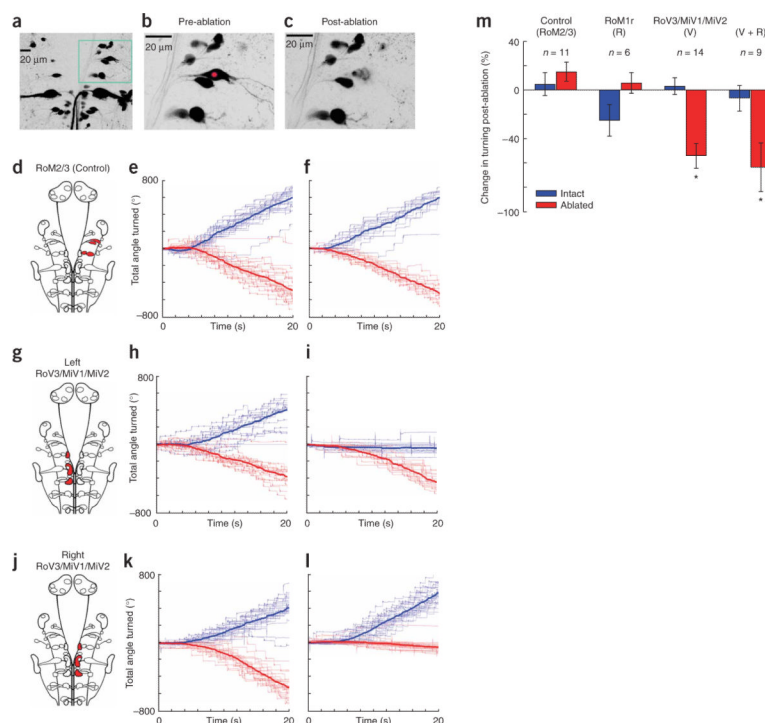 a
20 µm
b
Pre-ablation
20 µm
c
Post-ablation
20 µm
d
RoM2/3 (Control)
e
Total angle turned (°)
800
−800
0
Time (s)
20
f
0
Time (s)
20
g
Left
RoV3/MiV1/MiV2
h
Total angle turned (°)
800
−800
0
Time (s)
20
i
0
Time (s)
20
j
Right
RoV3/MiV1/MiV2
k
Total angle turned (°)
800
−800
0
Time (s)
20
l
0
Time (s)
20
m
Control
(RoM2/3)
RoM1r
(R)
RoV3/MiV1/MiV2
(V)
(V + R)
n = 11
n = 6
n = 14
n = 9
Change in turning post-ablation (%)
40
0
−40
−60
−100
Intact
Ablated
*
*